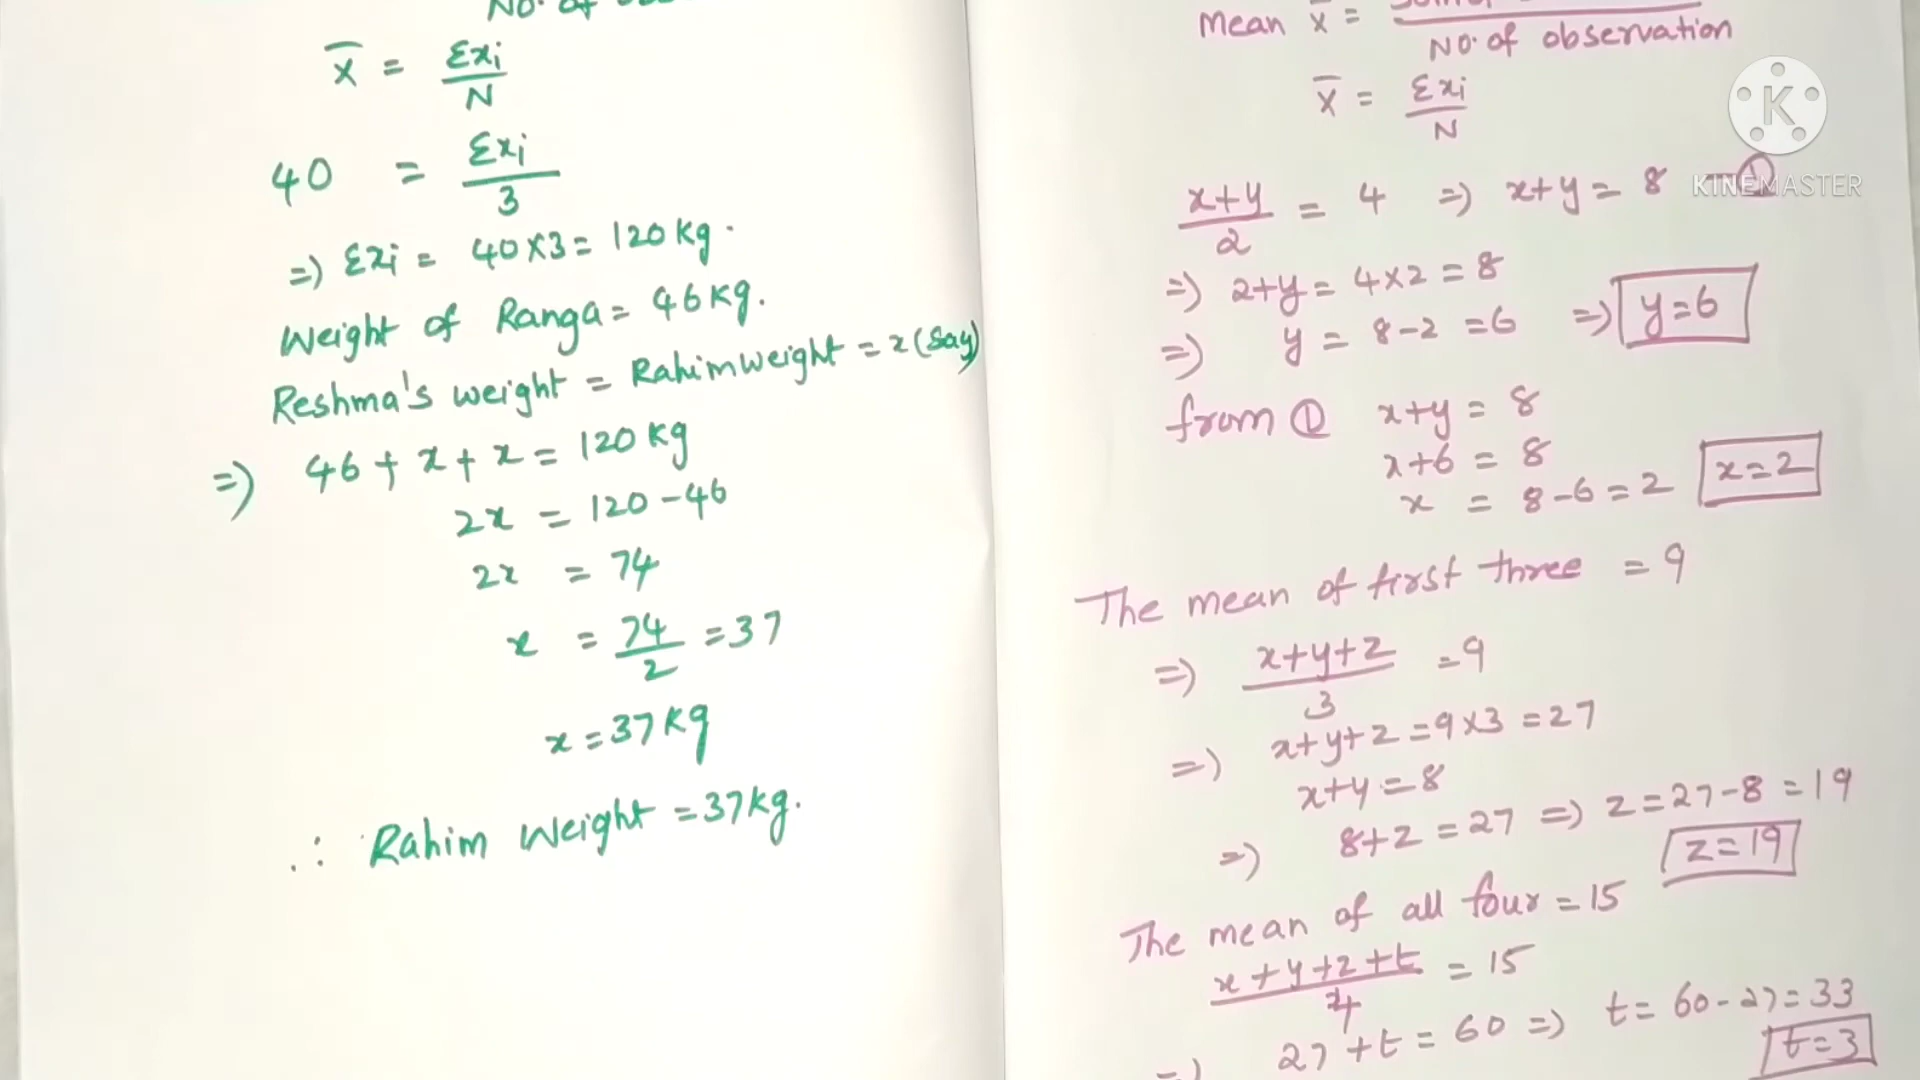 No. of
x̄ = Σxi / N
40 = Σxi / 3
=) Σxi = 40×3 = 120 kg.
Weight of Ranga = 46 kg.
Reshma's weight = Rahim weight = x (say)
=) 46 + x + x = 120 kg
2x = 120 - 46
2x = 74
x = 74/2 = 37
x = 37 kg
∴ Rahim Weight = 37 kg.
Mean x̄ =
No. of observation
x̄ = Σxi / N
(x+y)/2 = 4 =) x+y = 8 - ①
=) 2+y = 4×2 = 8
=) y = 8-2 = 6 =) y=6
from ① x+y = 8
x+6 = 8
x = 8-6 = 2 x=2
The mean of first three = 9
=) (x+y+z)/3 = 9
=) x+y+z = 9×3 = 27
x+y = 8
=) 8+z = 27 =) z = 27-8 = 19
z=19
The mean of all four = 15
(x+y+z+t)/4 = 15
=) 27+t = 60 =) t = 60-27 = 33
t=3
K
KINEMASTER